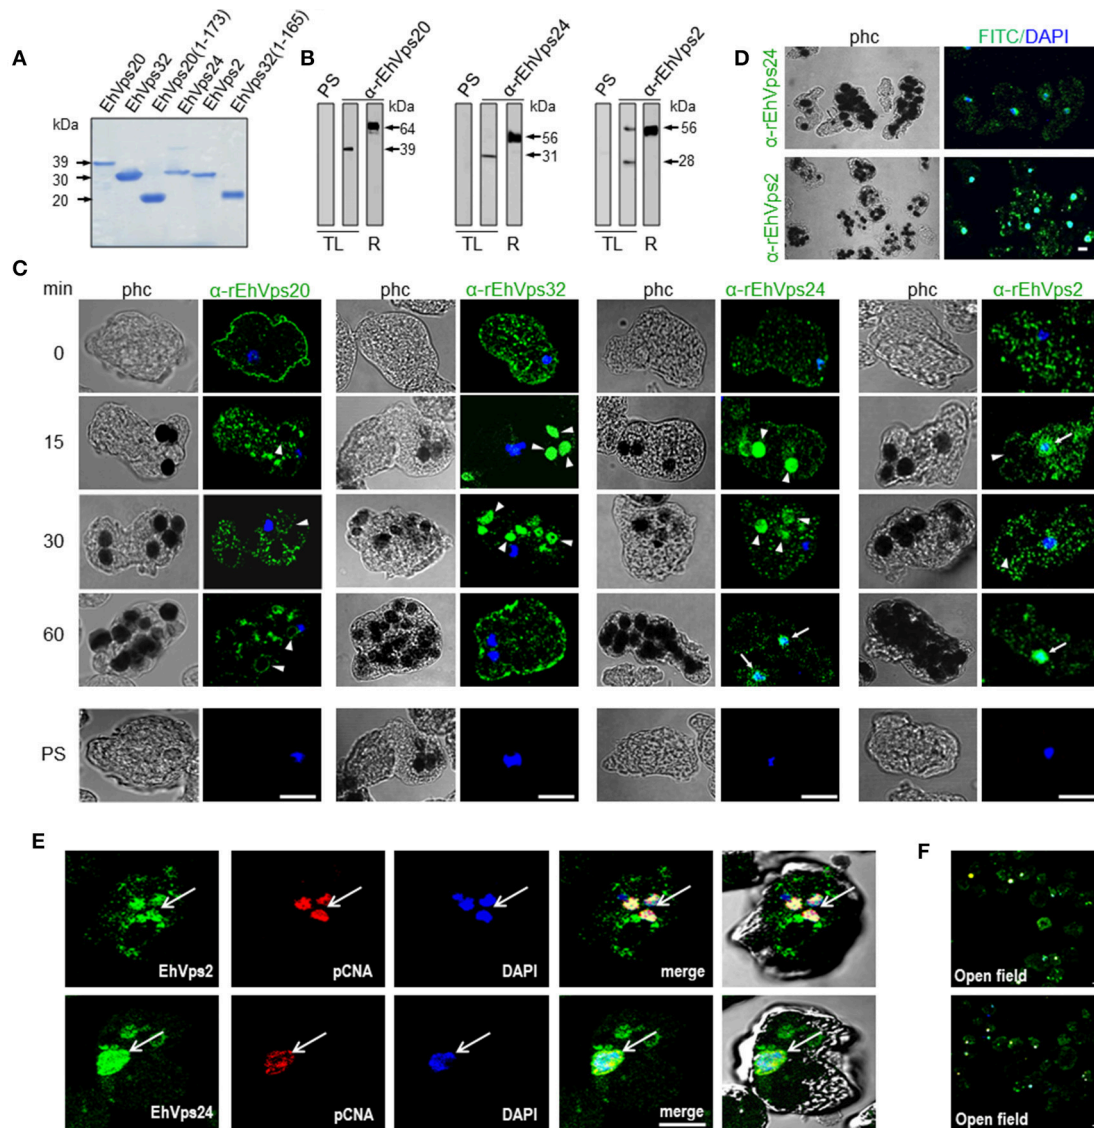 A
EhVps20
EhVps32
EhVps20(1-173)
EhVps24
EhVps2
EhVps32(1-165)
kDa
39
30
20
B
PS
α-rEhVps20
kDa
64
39
TL
R
PS
α-rEhVps24
kDa
56
31
TL
R
PS
α-rEhVps2
kDa
56
28
TL
R
D
phc
FITC/DAPI
α-rEhVps24
α-rEhVps2
C
min
phc
α-rEhVps20
phc
α-rEhVps32
phc
α-rEhVps24
phc
α-rEhVps2
0
15
30
60
PS
E
EhVps2
pCNA
DAPI
merge
EhVps24
pCNA
DAPI
merge
F
Open field
Open field